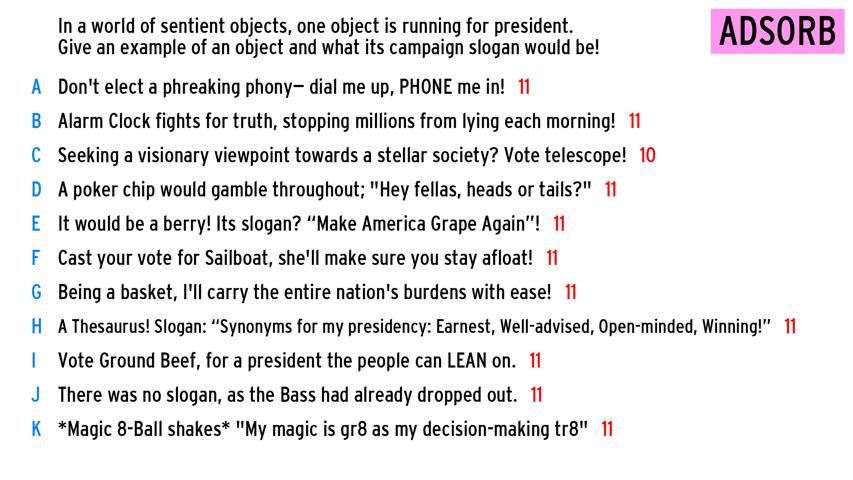 In a world of sentient objects, one object is running for president.
Give an example of an object and what its campaign slogan would be!
ADSORB
A Don't elect a phreaking phony– dial me up, PHONE me in! 11
B Alarm Clock fights for truth, stopping millions from lying each morning! 11
C Seeking a visionary viewpoint towards a stellar society? Vote telescope! 10
D A poker chip would gamble throughout; "Hey fellas, heads or tails?" 11
E It would be a berry! Its slogan? “Make America Grape Again”! 11
F Cast your vote for Sailboat, she'll make sure you stay afloat! 11
G Being a basket, I'll carry the entire nation's burdens with ease! 11
H A Thesaurus! Slogan: “Synonyms for my presidency: Earnest, Well-advised, Open-minded, Winning!” 11
I Vote Ground Beef, for a president the people can LEAN on. 11
J There was no slogan, as the Bass had already dropped out. 11
K *Magic 8-Ball shakes* "My magic is gr8 as my decision-making tr8" 11